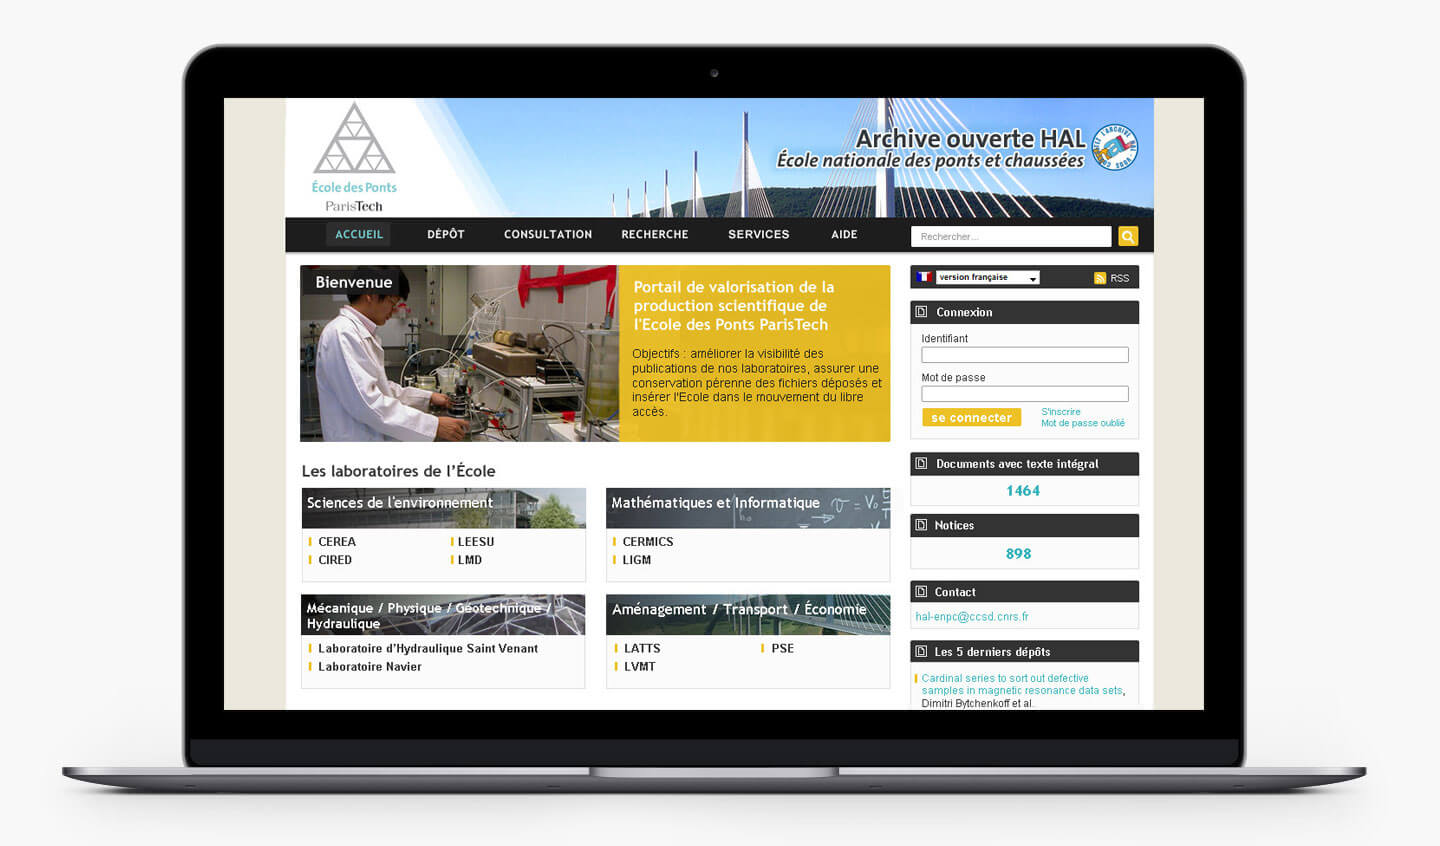 École des Ponts
ParisTech
Archive ouverte HAL
École nationale des ponts et chaussées
ACCUEIL
DÉPÔT
CONSULTATION
RECHERCHE
SERVICES
AIDE
Rechercher...
Bienvenue
Portail de valorisation de la
production scientifique de
l'Ecole des Ponts ParisTech
Objectifs : améliorer la visibilité des
publications de nos laboratoires, assurer une
conservation pérenne des fichiers déposés et
insérer l'Ecole dans le mouvement du libre
accès.
version française
RSS
Connexion
Identifiant
Mot de passe
se connecter
S'inscrire
Mot de passe oublié
Documents avec texte intégral
1464
Notices
898
Contact
hal-enpc@ccsd.cnrs.fr
Les 5 derniers dépôts
Cardinal series to sort out defective
samples in magnetic resonance data sets,
Dimitri Bytchenkoff et al.
Les laboratoires de l'École
Sciences de l'environnement
CEREA
LEESU
CIRED
LMD
Mathématiques et Informatique
CERMICS
LIGM
Mécanique / Physique / Géotechnique /
Hydraulique
Laboratoire d'Hydraulique Saint Venant
Laboratoire Navier
Aménagement / Transport / Économie
LATTS
PSE
LVMT